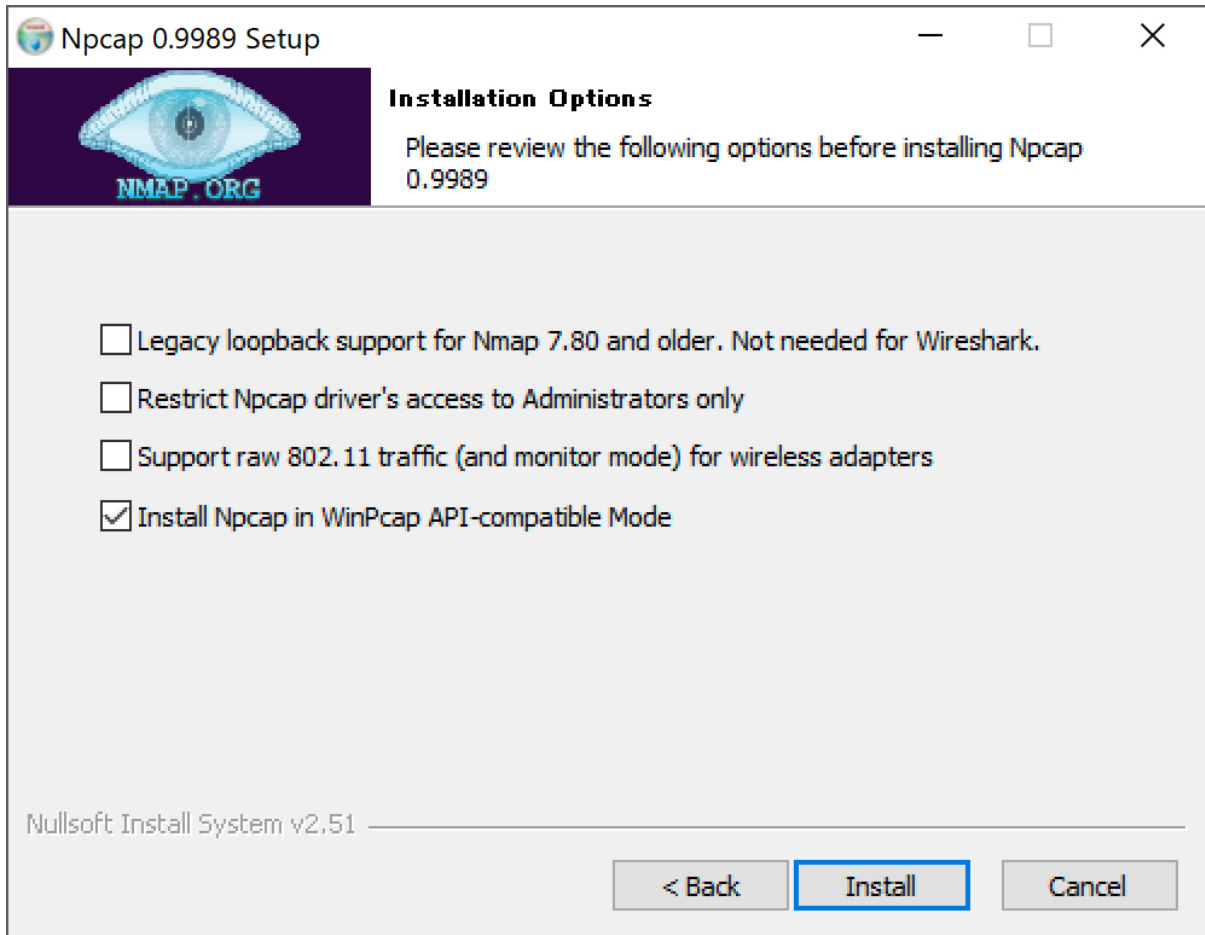 Npcap 0.9989 Setup
NMAP.ORG
Installation Options
Please review the following options before installing Npcap
0.9989
Legacy loopback support for Nmap 7.80 and older. Not needed for Wireshark.
Restrict Npcap driver's access to Administrators only
Support raw 802.11 traffic (and monitor mode) for wireless adapters
Install Npcap in WinPcap API-compatible Mode
Nullsoft Install System v2.51
< Back
Install
Cancel